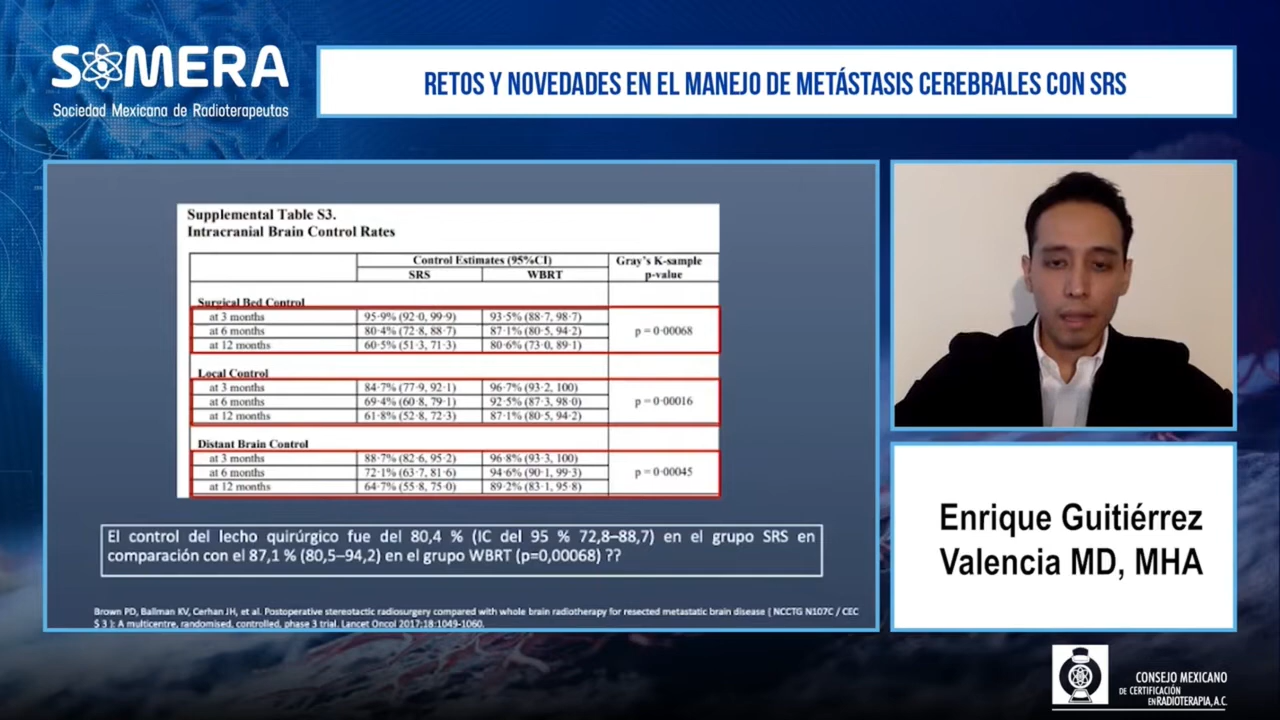 SOMERA
Sociedad Mexicana de Radioterapeutas
RETOS Y NOVEDADES EN EL MANEJO DE METÁSTASIS CEREBRALES CON SRS
Supplemental Table S3.
Intracranial Brain Control Rates
Control Estimates (95%CI) Gray's K-sample
SRS WBRT p-value
Surgical Bed Control
at 3 months 95·9% (92·0, 99·9) 93·5% (88·7, 98·7)
at 6 months 80·4% (72·8, 88·7) 87·1% (80·5, 94·2) p = 0·00068
at 12 months 60·5% (51·3, 71·3) 80·6% (73·0, 89·1)
Local Control
at 3 months 84·7% (77·9, 92·1) 96·7% (93·2, 100)
at 6 months 69·4% (60·8, 79·1) 92·5% (87·3, 98·0) p = 0·00016
at 12 months 61·8% (52·8, 72·3) 87·1% (80·5, 94·2)
Distant Brain Control
at 3 months 88·7% (82·6, 95·2) 96·8% (93·3, 100)
at 6 months 72·1% (63·7, 81·6) 94·6% (90·1, 99·3) p = 0·00045
at 12 months 64·7% (55·8, 75·0) 89·2% (83·1, 95·8)
El control del lecho quirúrgico fue del 80,4 % (IC del 95 % 72,8–88,7) en el grupo SRS en
comparación con el 87,1 % (80,5–94,2) en el grupo WBRT (p=0,00068) ??
Brown PD, Ballman KV, Cerhan JH, et al. Postoperative stereotactic radiosurgery compared with whole brain radiotherapy for resected metastatic brain disease ( NCCTG N107C / CEC
$ 3 ): A multicentre, randomised, controlled, phase 3 trial. Lancet Oncol 2017;18:1049-1060.
Enrique Guitiérrez
Valencia MD, MHA
CONSEJO MEXICANO
DE CERTIFICACIÓN
EN RADIOTERAPIA, A.C.